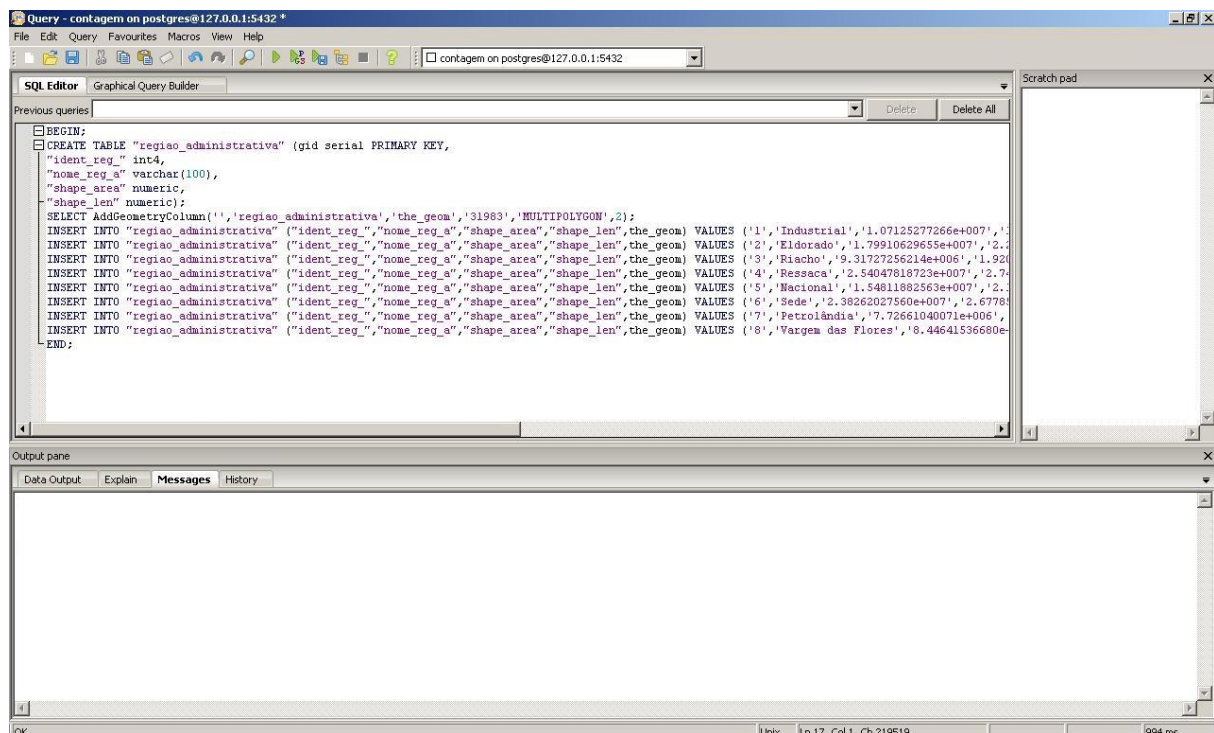 Query - contagem on postgres@127.0.0.1:5432 *
File Edit Query Favourites Macros View Help
contagem on postgres@127.0.0.1:5432
SQL Editor Graphical Query Builder
Scratch pad
Previous queries Delete Delete All
BEGIN;
CREATE TABLE "regiao_administrativa" (gid serial PRIMARY KEY,
"ident_reg_" int4,
"nome_reg_a" varchar(100),
"shape_area" numeric,
"shape_len" numeric);
SELECT AddGeometryColumn('','regiao_administrativa','the_geom','31983','MULTIPOLYGON',2);
INSERT INTO "regiao_administrativa" ("ident_reg_","nome_reg_a","shape_area","shape_len",the_geom) VALUES ('1','Industrial','1.07125277266e+007','
INSERT INTO "regiao_administrativa" ("ident_reg_","nome_reg_a","shape_area","shape_len",the_geom) VALUES ('2','Eldorado','1.79910629655e+007','2.
INSERT INTO "regiao_administrativa" ("ident_reg_","nome_reg_a","shape_area","shape_len",the_geom) VALUES ('3','Riacho','9.31727256214e+006','1.920
INSERT INTO "regiao_administrativa" ("ident_reg_","nome_reg_a","shape_area","shape_len",the_geom) VALUES ('4','Ressaca','2.54047818723e+007','2.7
INSERT INTO "regiao_administrativa" ("ident_reg_","nome_reg_a","shape_area","shape_len",the_geom) VALUES ('5','Nacional','1.54811882563e+007','2.
INSERT INTO "regiao_administrativa" ("ident_reg_","nome_reg_a","shape_area","shape_len",the_geom) VALUES ('6','Sede','2.38262027560e+007','2.6778
INSERT INTO "regiao_administrativa" ("ident_reg_","nome_reg_a","shape_area","shape_len",the_geom) VALUES ('7','Petrolândia','7.72661040071e+006',
INSERT INTO "regiao_administrativa" ("ident_reg_","nome_reg_a","shape_area","shape_len",the_geom) VALUES ('8','Vargem das Flores','8.44641536680e
END;
Output pane
Data Output Explain Messages History
OK Unix Ln 17, Col 1, Ch 219519 994 ms